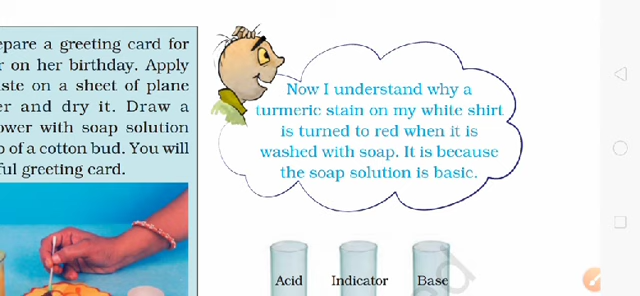 epare a greeting card for
r on her birthday. Apply
ste on a sheet of plane
er and dry it. Draw a
ower with soap solution
p of a cotton bud. You will
ful greeting card.
Now I understand why a
turmeric stain on my white shirt
is turned to red when it is
washed with soap. It is because
the soap solution is basic.
Acid Indicator Base